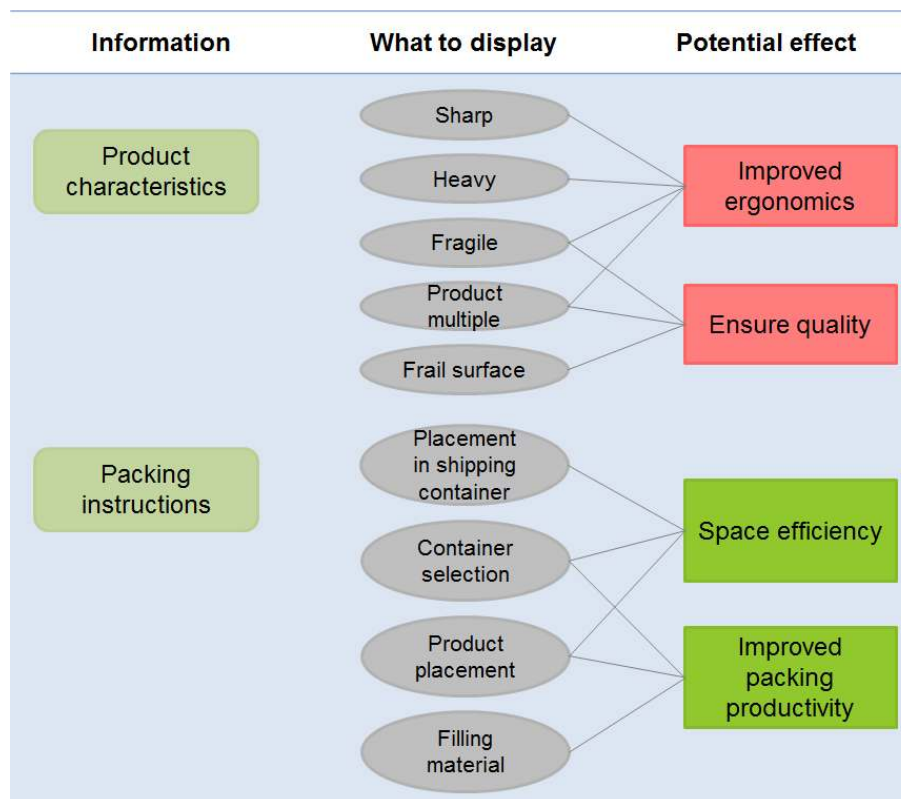 Information
What to display
Potential effect
Product
characteristics
Sharp
Heavy
Fragile
Product
multiple
Frail surface
Improved
ergonomics
Ensure quality
Packing
instructions
Placement
in shipping
container
Container
selection
Product
placement
Filling
material
Space efficiency
Improved
packing
productivity